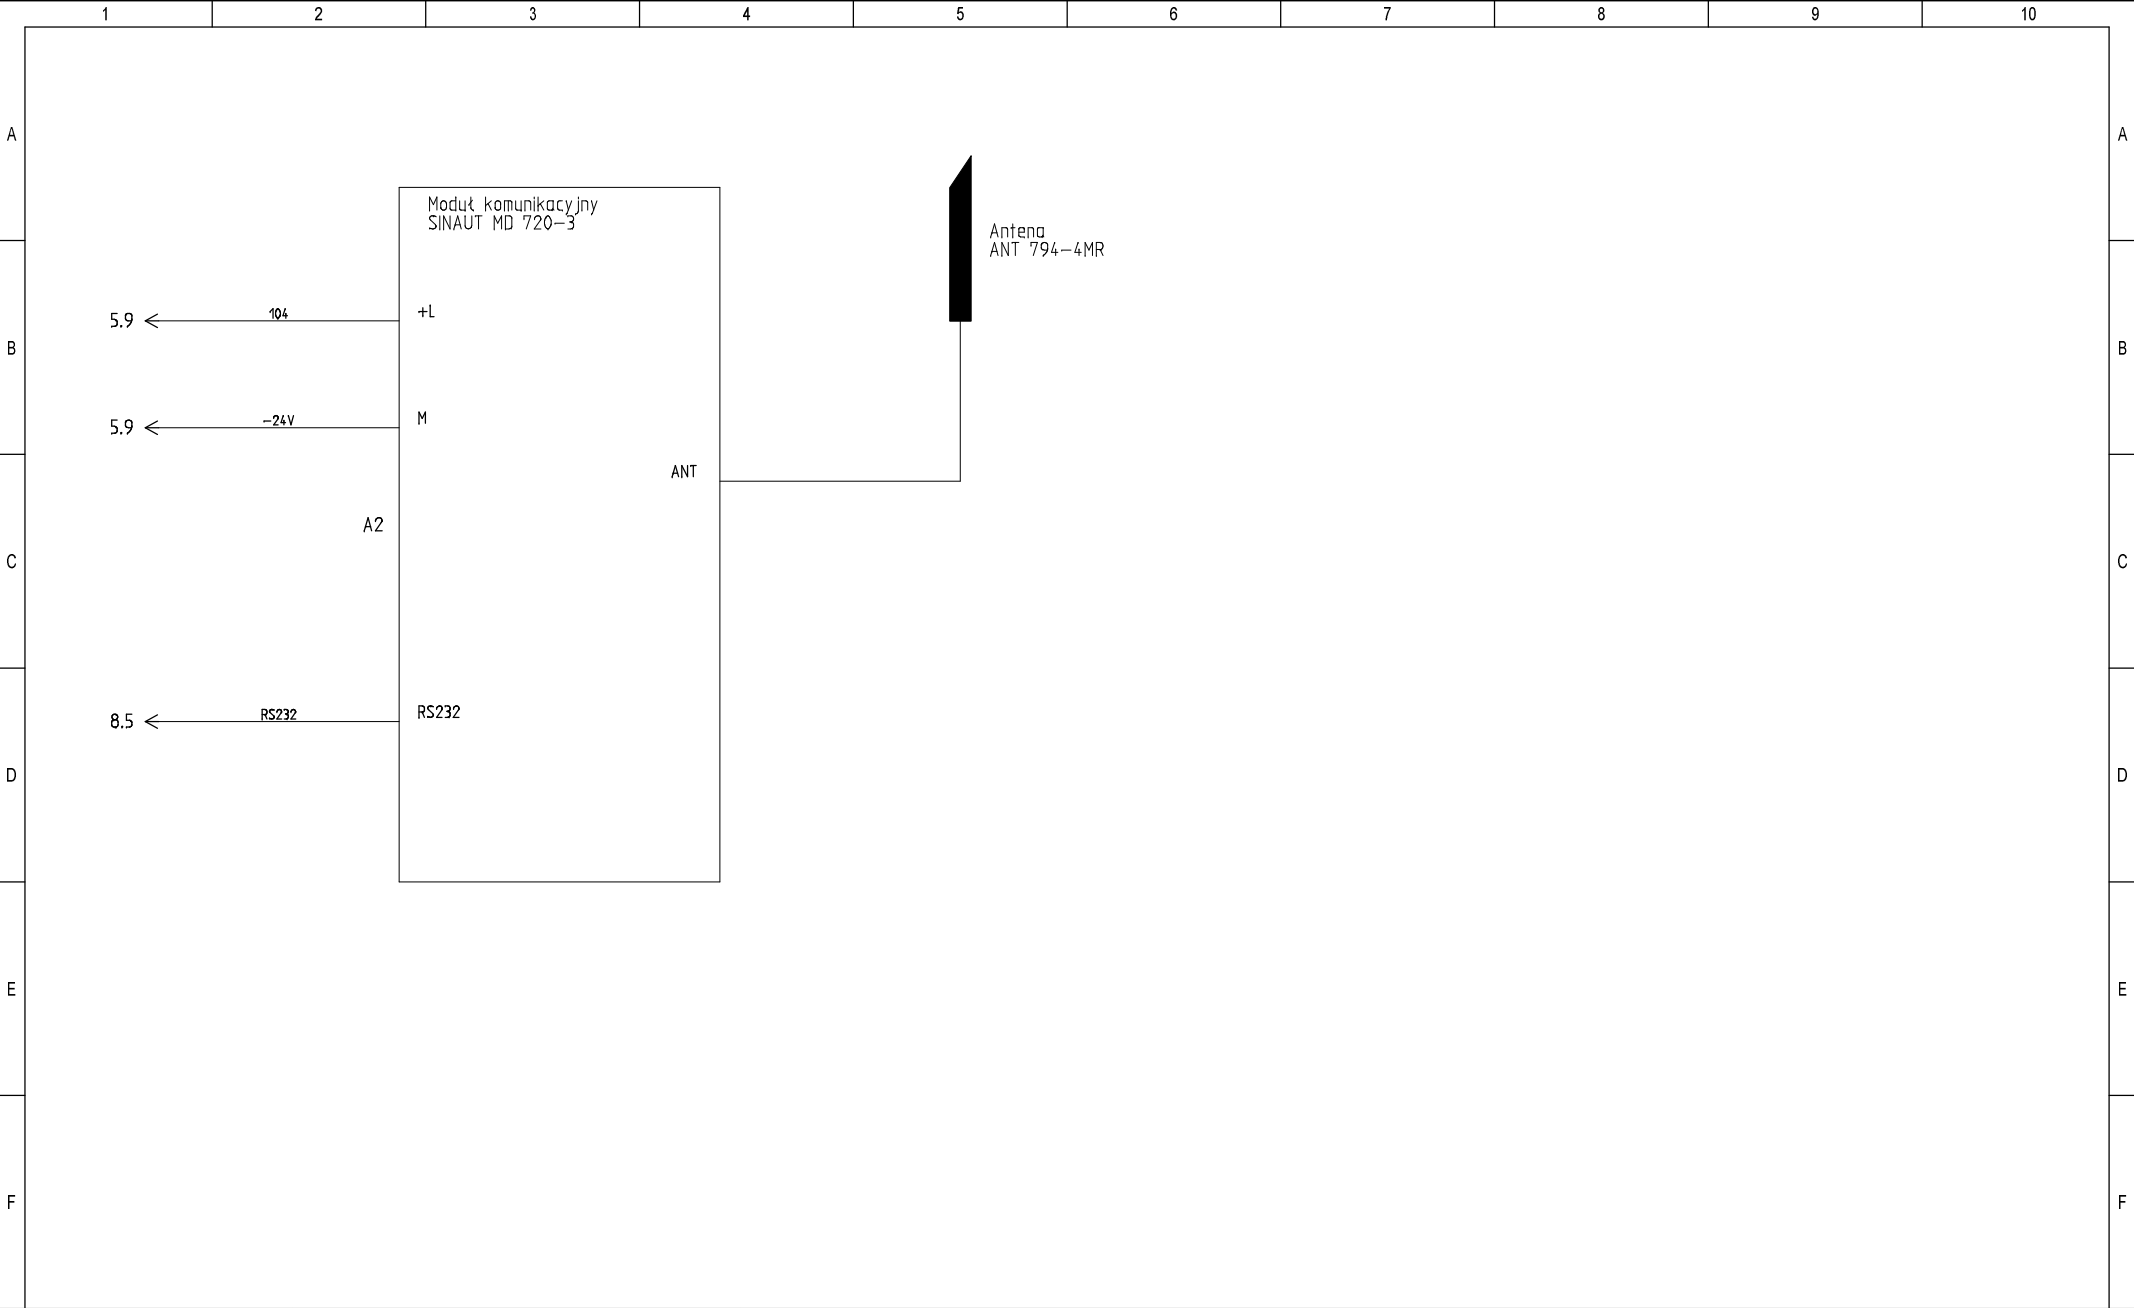 1 2 3 4 5 6 7 8 9 10
A A
Moduł komunikacyjny
SINAUT MD 720-3
Antena
ANT 794-4MR
5.9 104 +L
B B
5.9 -24V M
ANT
A2
C C
8.5 RS232 RS232
D D
E E
F F